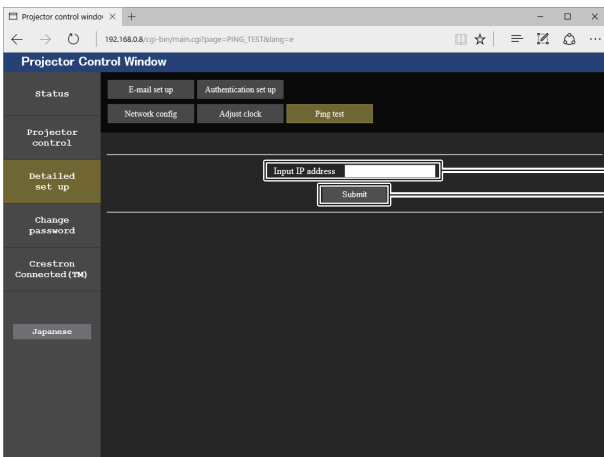 Projector control windo
192.168.0.8/cgi-bin/main.cgi?page=PING_TEST&lang=e
Projector Control Window
Status
E-mail set up
Authentication set up
Network config
Adjust clock
Ping test
Projector
control
Input IP address
Detailed
set up
Submit
Change
password
Crestron
Connected(TM)
Japanese